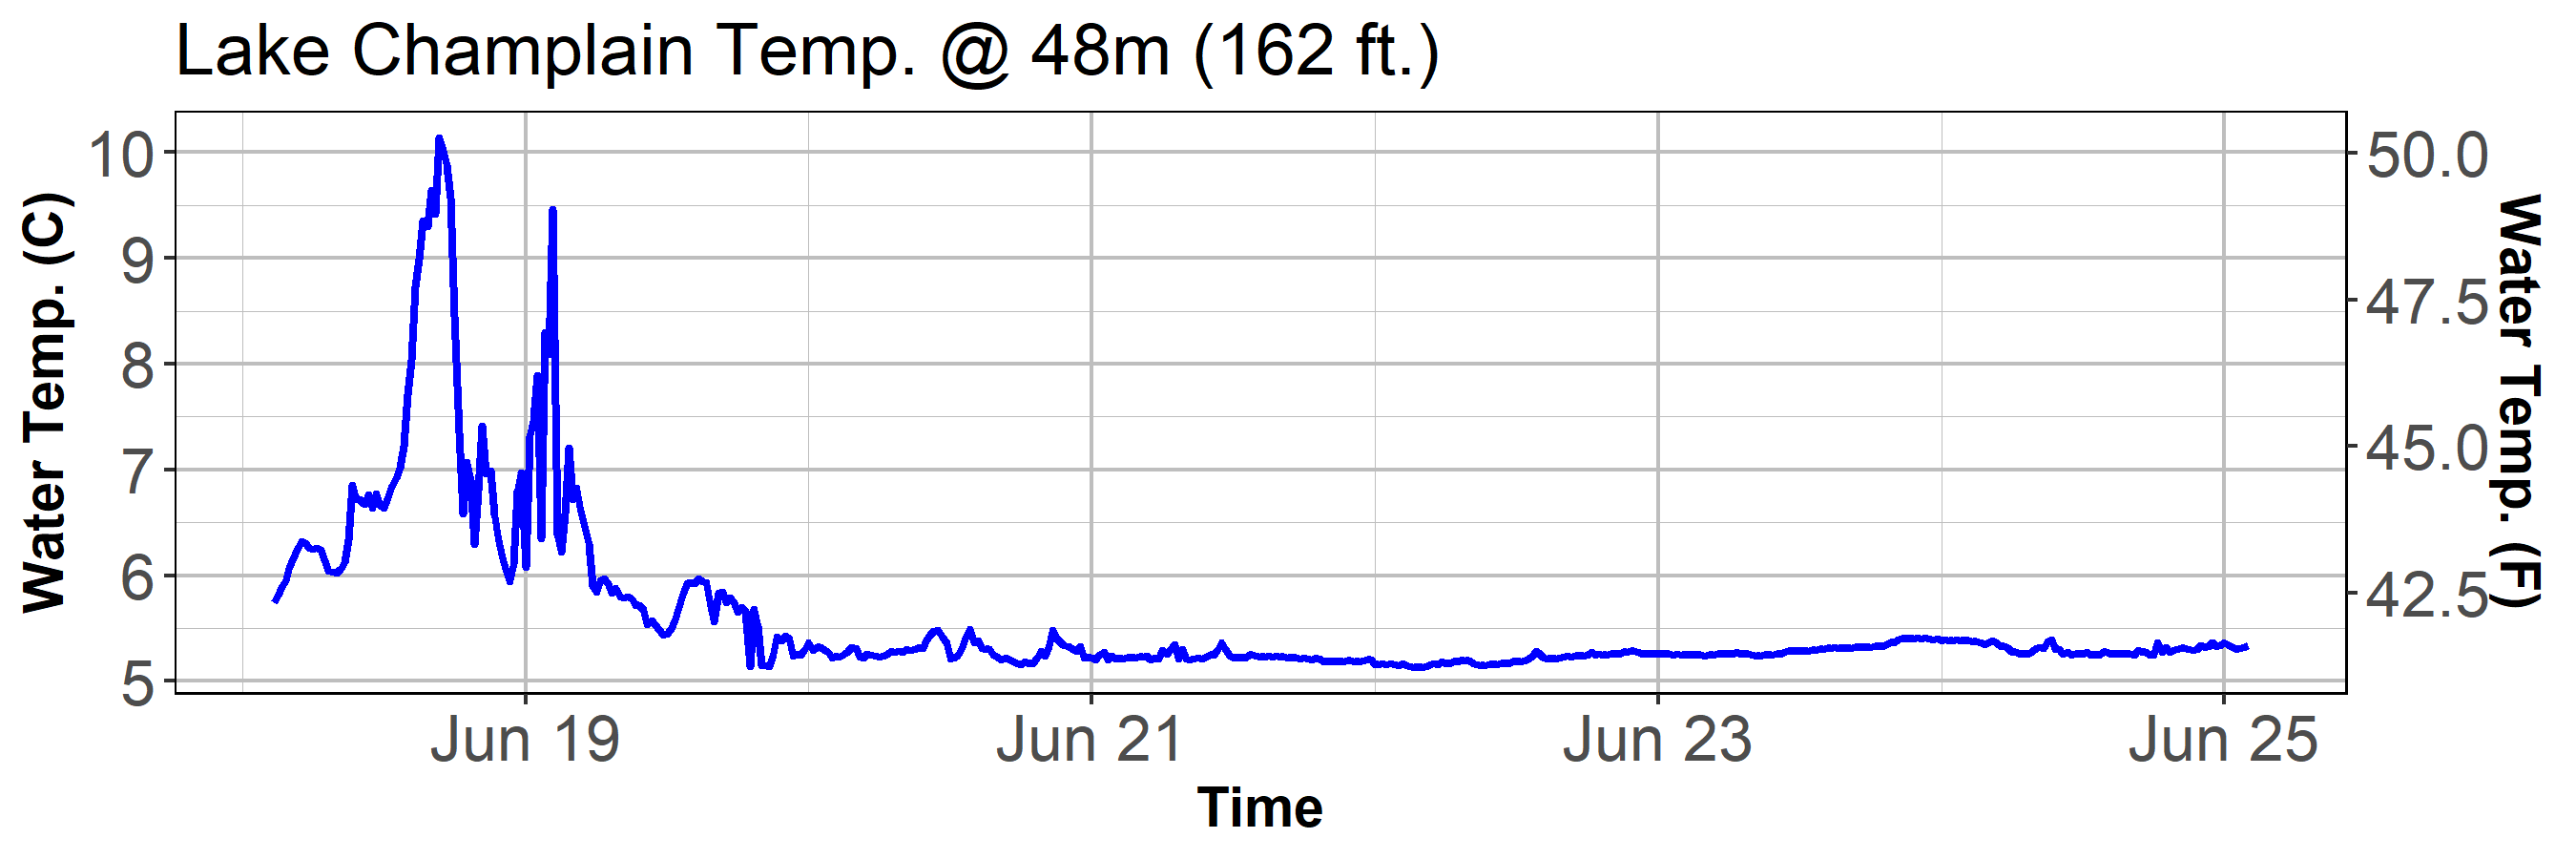 Lake Champlain Temp. @ 48m (162 ft.)
Water Temp. (C)
10
9
8
7
6
5
50.0
47.5
45.0
42.5
Water Temp. (F)
Jun 19 Jun 21 Jun 23 Jun 25
Time